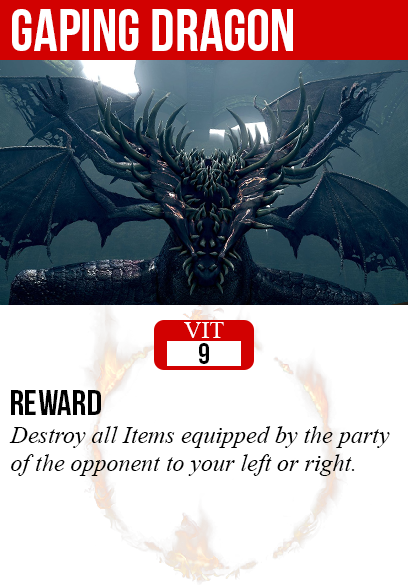 GAPING DRAGON
VIT
9
REWARD
Destroy all Items equipped by the party
of the opponent to your left or right.